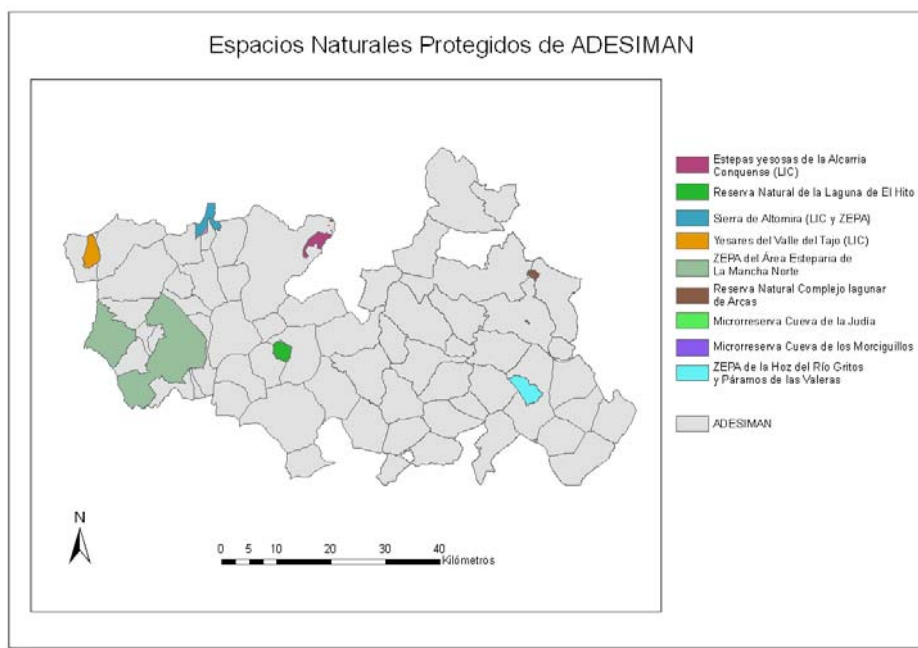 Espacios Naturales Protegidos de ADESIMAN
Estepas yesosas de la Alcarria
Conquense (LIC)
Reserva Natural de la Laguna de El Hito
Sierra de Altomira (LIC y ZEPA)
Yesares del Valle del Tajo (LIC)
ZEPA del Área Esteparia de
La Mancha Norte
Reserva Natural Complejo lagunar
de Arcas
Microrreserva Cueva de la Judía
Microrreserva Cueva de los Morciguillos
ZEPA de la Hoz del Río Gritos
y Páramos de las Valeras
ADESIMAN
N
0 5 10 20 30 40
Kilómetros